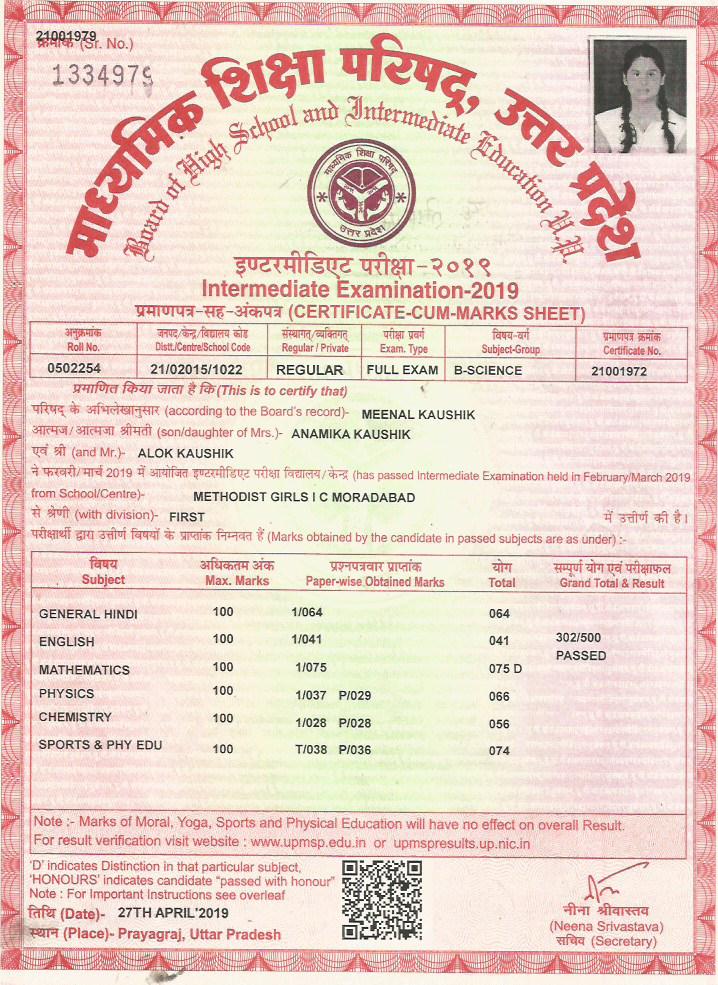 21001979
क्रमांक (Sr. No.)
1334979
माध्यमिक शिक्षा परिषद्, उत्तर प्रदेश
Board of High School and Intermediate Education U.P.
माध्यमिक शिक्षा परिषद
उत्तर प्रदेश
इण्टरमीडिएट परीक्षा-२०१९
Intermediate Examination-2019
प्रमाणपत्र-सह-अंकपत्र (CERTIFICATE-CUM-MARKS SHEET)
अनुक्रमांक जनपद/केन्द्र/विद्यालय कोड संस्थागत/व्यक्तिगत परीक्षा प्रवर्ग विषय-वर्ग प्रमाणपत्र क्रमांक
Roll No. Distt./Centre/School Code Regular / Private Exam. Type Subject-Group Certificate No.
0502254 21/02015/1022 REGULAR FULL EXAM B-SCIENCE 21001972
प्रमाणित किया जाता है कि (This is to certify that)
परिषद् के अभिलेखानुसार (according to the Board's record)- MEENAL KAUSHIK
आत्मज/आत्मजा श्रीमती (son/daughter of Mrs.)- ANAMIKA KAUSHIK
एवं श्री (and Mr.)- ALOK KAUSHIK
ने फरवरी/मार्च 2019 में आयोजित इण्टरमीडिएट परीक्षा विद्यालय/केन्द्र (has passed Intermediate Examination held in February/March 2019
from School/Centre)- METHODIST GIRLS I C MORADABAD
से श्रेणी (with division)- FIRST में उत्तीर्ण की है।
परीक्षार्थी द्वारा उत्तीर्ण विषयों के प्राप्तांक निम्नवत हैं (Marks obtained by the candidate in passed subjects are as under) :-
विषय अधिकतम अंक प्रश्नपत्रवार प्राप्तांक योग सम्पूर्ण योग एवं परीक्षाफल
Subject Max. Marks Paper-wise Obtained Marks Total Grand Total & Result
GENERAL HINDI 100 1/064 064
ENGLISH 100 1/041 041 302/500
PASSED
MATHEMATICS 100 1/075 075 D
PHYSICS 100 1/037 P/029 066
CHEMISTRY 100 1/028 P/028 056
SPORTS & PHY EDU 100 T/038 P/036 074
Note :- Marks of Moral, Yoga, Sports and Physical Education will have no effect on overall Result.
For result verification visit website : www.upmsp.edu.in or upmspresults.up.nic.in
'D' indicates Distinction in that particular subject,
'HONOURS' indicates candidate "passed with honour"
Note : For Important Instructions see overleaf
तिथि (Date)- 27TH APRIL'2019
स्थान (Place)- Prayagraj, Uttar Pradesh
नीना श्रीवास्तव
(Neena Srivastava)
सचिव (Secretary)